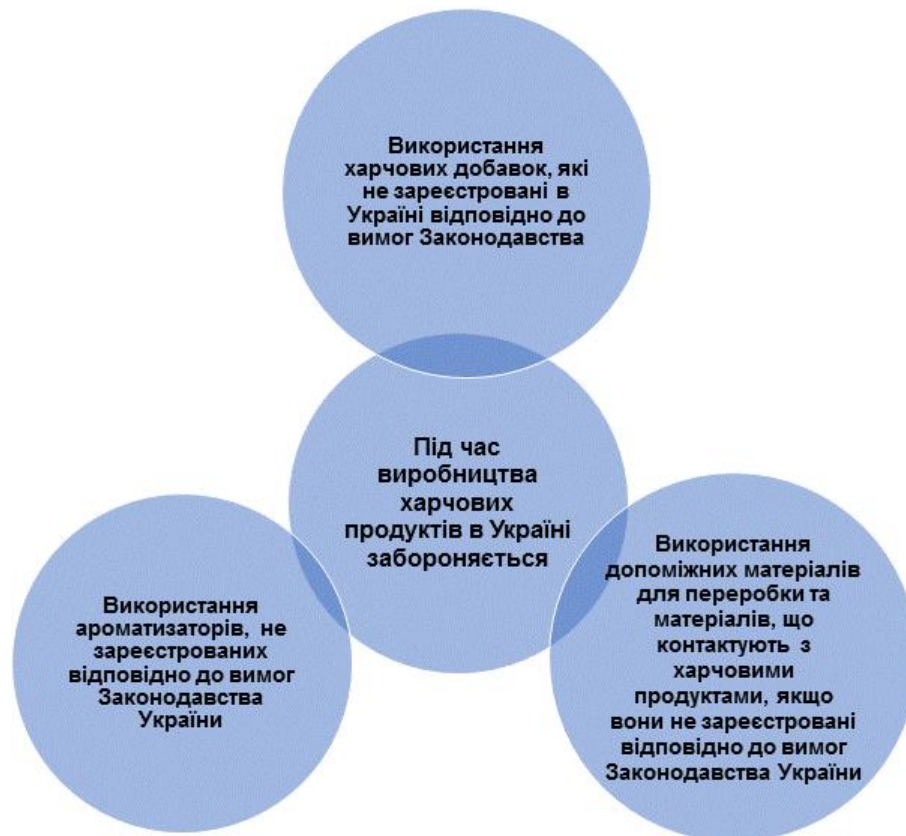 Використання
харчових добавок, які
не зареєстровані в
Україні відповідно до
вимог Законодавства
Під час
виробництва
харчових
продуктів в Україні
забороняється
Використання
ароматизаторів, не
зареєстрованих
відповідно до вимог
Законодавства
України
Використання
допоміжних матеріалів
для переробки та
матеріалів, що
контактують з
харчовими
продуктами, якщо
вони не зареєстровані
відповідно до вимог
Законодавства України